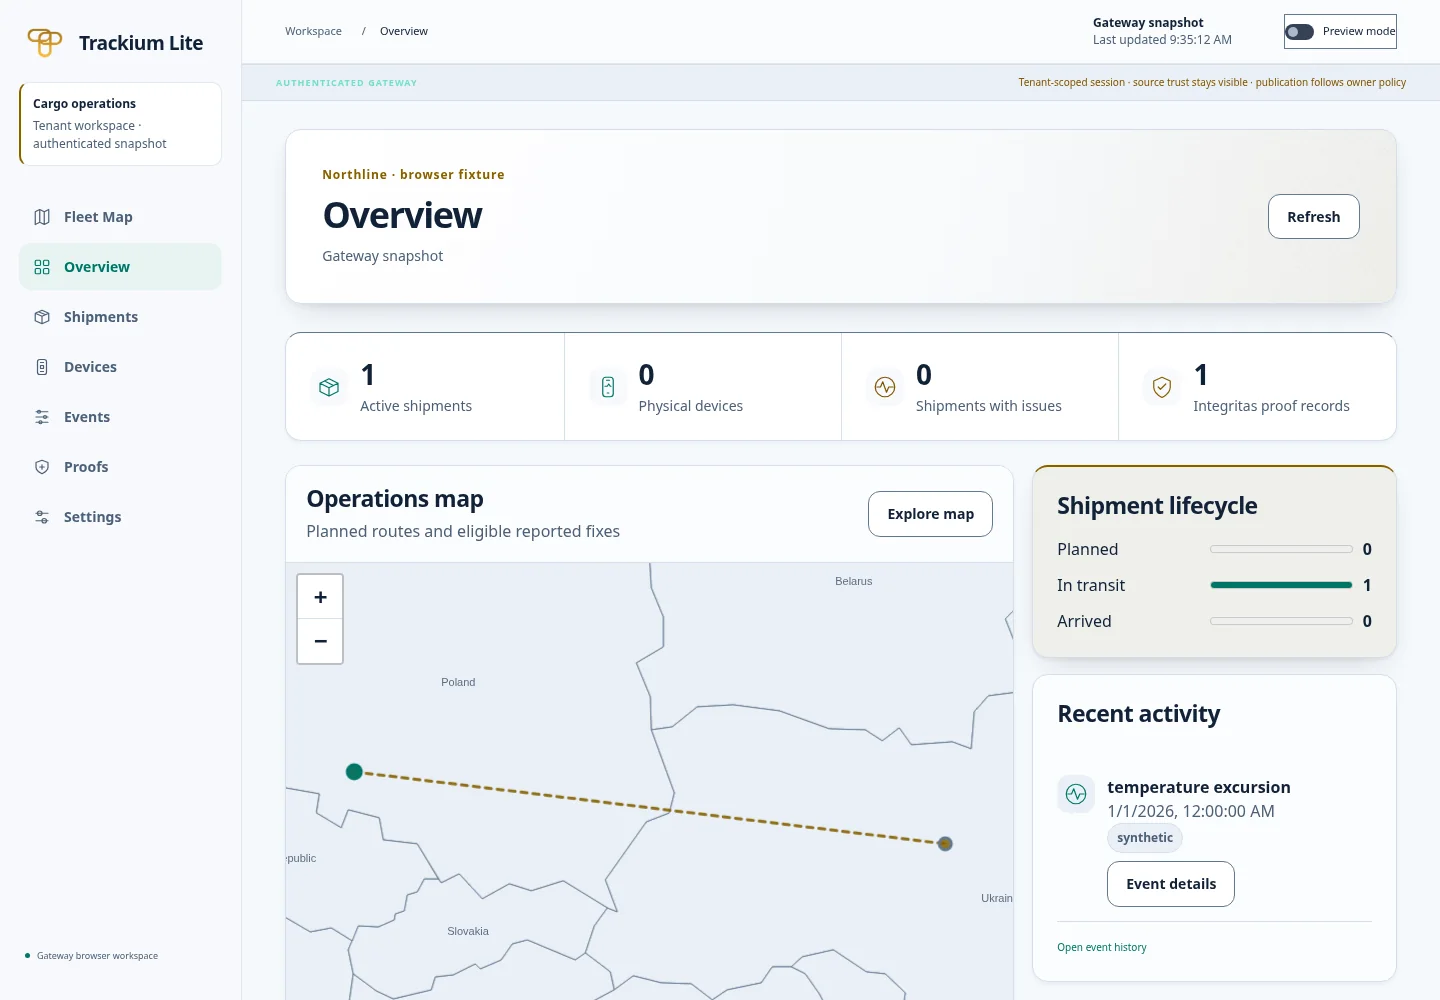 Trackium Lite
Cargo operations
Tenant workspace ·
authenticated snapshot
Fleet Map
Overview
Shipments
Devices
Events
Proofs
Settings
Gateway browser workspace
Workspace / Overview
Gateway snapshot
Last updated 9:35:12 AM
Preview mode
AUTHENTICATED GATEWAY
Tenant-scoped session · source trust stays visible · publication follows owner policy
Northline · browser fixture
Overview
Gateway snapshot
Refresh
1
Active shipments
0
Physical devices
0
Shipments with issues
1
Integritas proof records
Operations map
Planned routes and eligible reported fixes
Explore map
+
−
Belarus
Poland
epublic
Slovakia
Ukrain
Shipment lifecycle
Planned 0
In transit 1
Arrived 0
Recent activity
temperature excursion
1/1/2026, 12:00:00 AM
synthetic
Event details
Open event history